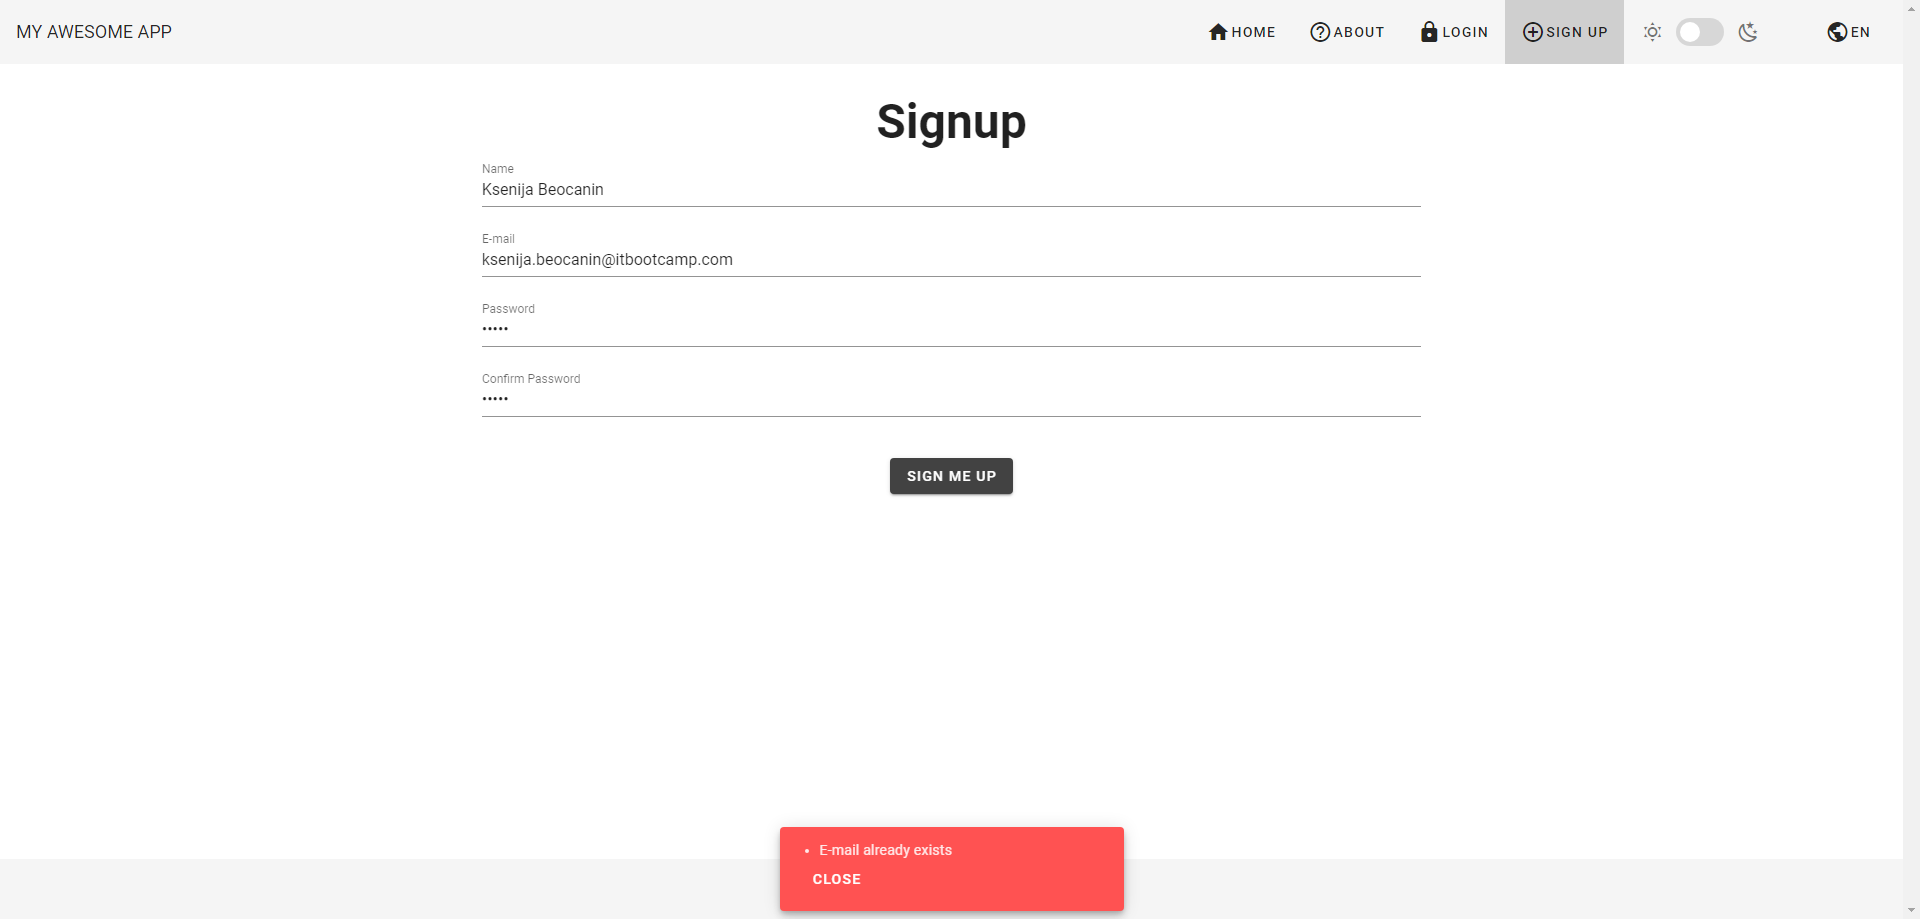 MY AWESOME APP
HOME
ABOUT
LOGIN
SIGN UP
EN
Signup
Name
Ksenija Beocanin
E-mail
ksenija.beocanin@itbootcamp.com
Password
•••••
Confirm Password
•••••
SIGN ME UP
• E-mail already exists
CLOSE